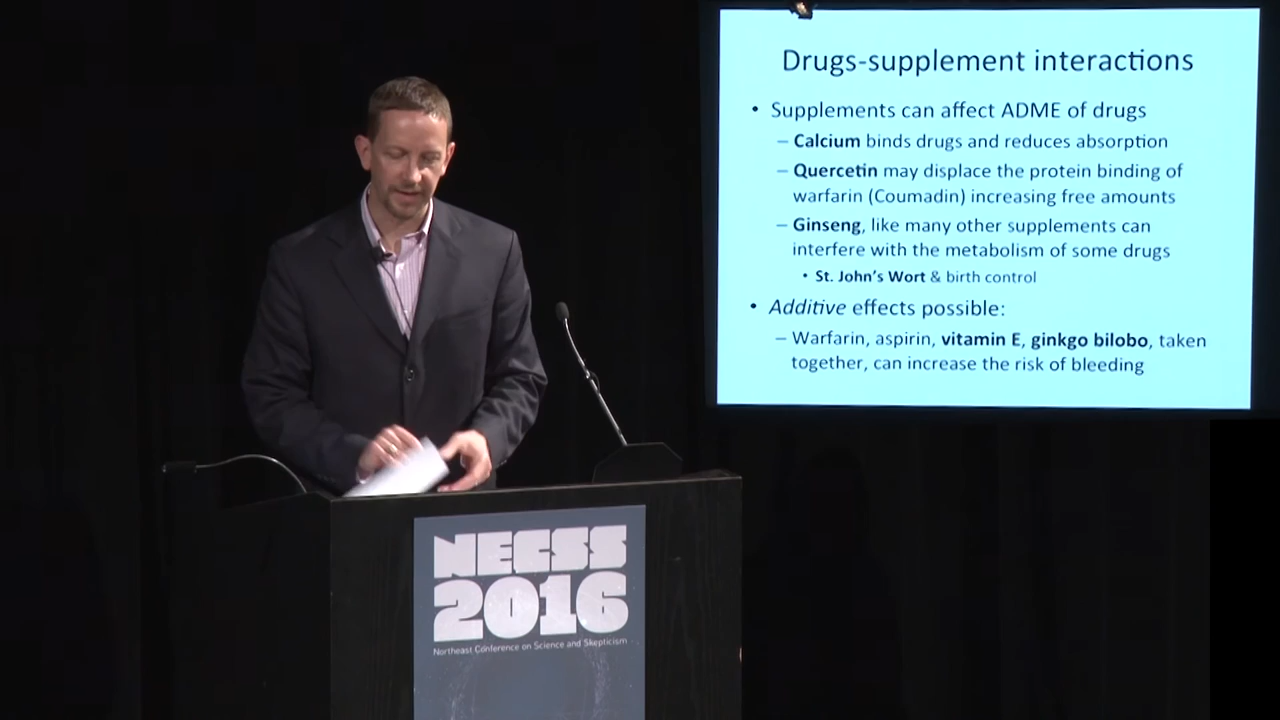 Drugs-supplement interactions
• Supplements can affect ADME of drugs
– Calcium binds drugs and reduces absorption
– Quercetin may displace the protein binding of
warfarin (Coumadin) increasing free amounts
– Ginseng, like many other supplements can
interfere with the metabolism of some drugs
• St. John's Wort & birth control
• Additive effects possible:
– Warfarin, aspirin, vitamin E, ginkgo bilobo, taken
together, can increase the risk of bleeding
NECSS
2016
Northeast Conference on Science and Skepticism